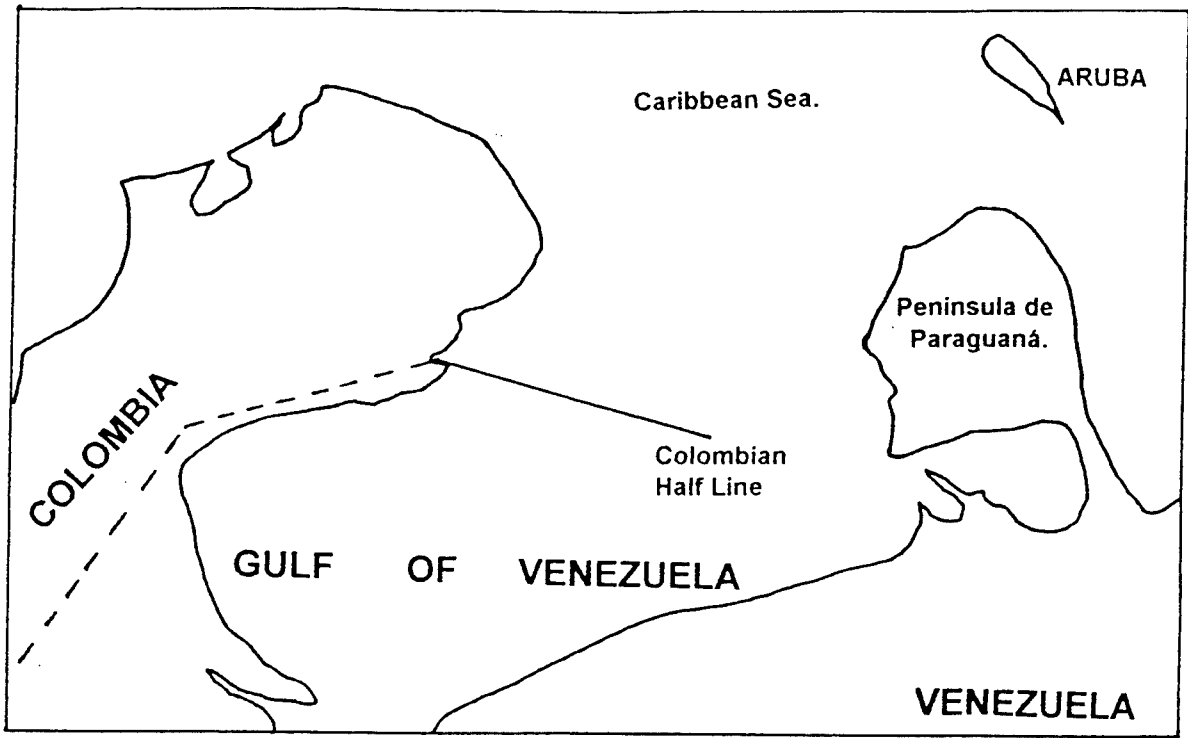 ARUBA
Caribbean Sea.
Peninsula de
Paraguaná.
COLOMBIA
Colombian
Half Line
GULF OF VENEZUELA
VENEZUELA